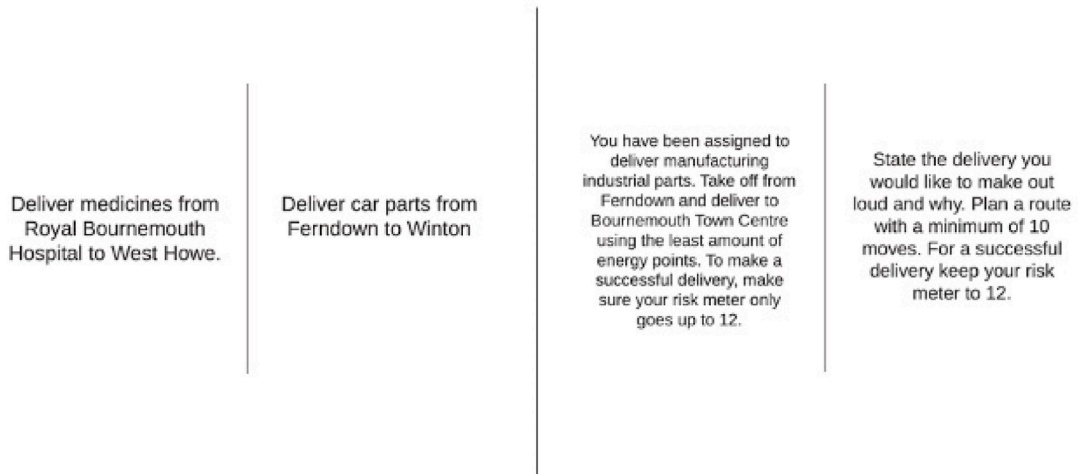 Deliver medicines from
Royal Bournemouth
Hospital to West Howe.
Deliver car parts from
Ferndown to Winton
You have been assigned to
deliver manufacturing
industrial parts. Take off from
Ferndown and deliver to
Bournemouth Town Centre
using the least amount of
energy points. To make a
successful delivery, make
sure your risk meter only
goes up to 12.
State the delivery you
would like to make out
loud and why. Plan a route
with a minimum of 10
moves. For a successful
delivery keep your risk
meter to 12.